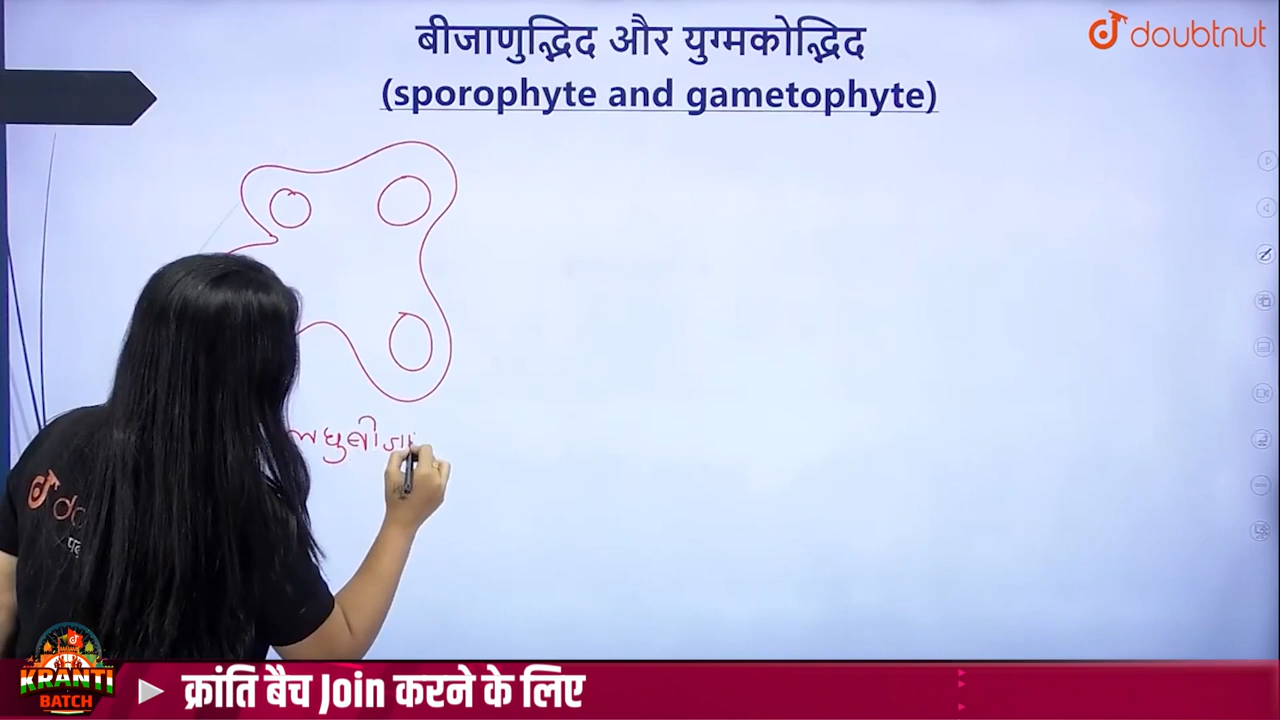 बीजाणुद्भिद और युग्मकोद्भिद
(sporophyte and gametophyte)
doubtnut
लघुबीजा
KRANTI
BATCH
क्रांति बैच Join करने के लिए